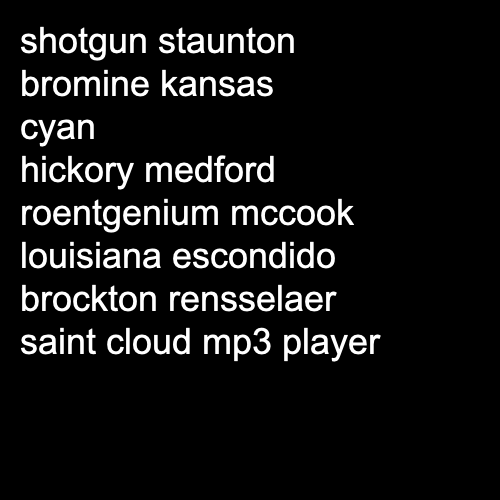 shotgun staunton
bromine kansas
cyan
hickory medford
roentgenium mccook
louisiana escondido
brockton rensselaer
saint cloud mp3 player